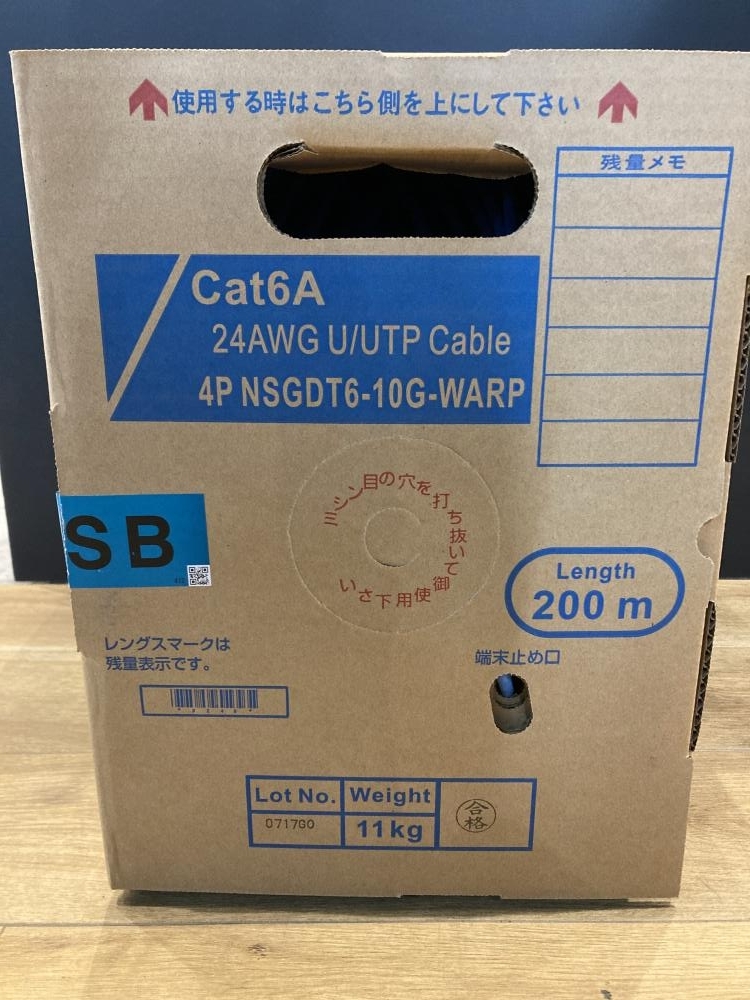 使用する時はこちら側を上にして下さい
残量メモ
Cat6A
24AWG U/UTP Cable
4P NSGDT6-10G-WARP
ミシン目の穴を打ち抜いて御使用下さい
SB
Length
200 m
レングスマークは
残量表示です。
端末止め口
Lot No. Weight
0717G0 11kg
合格